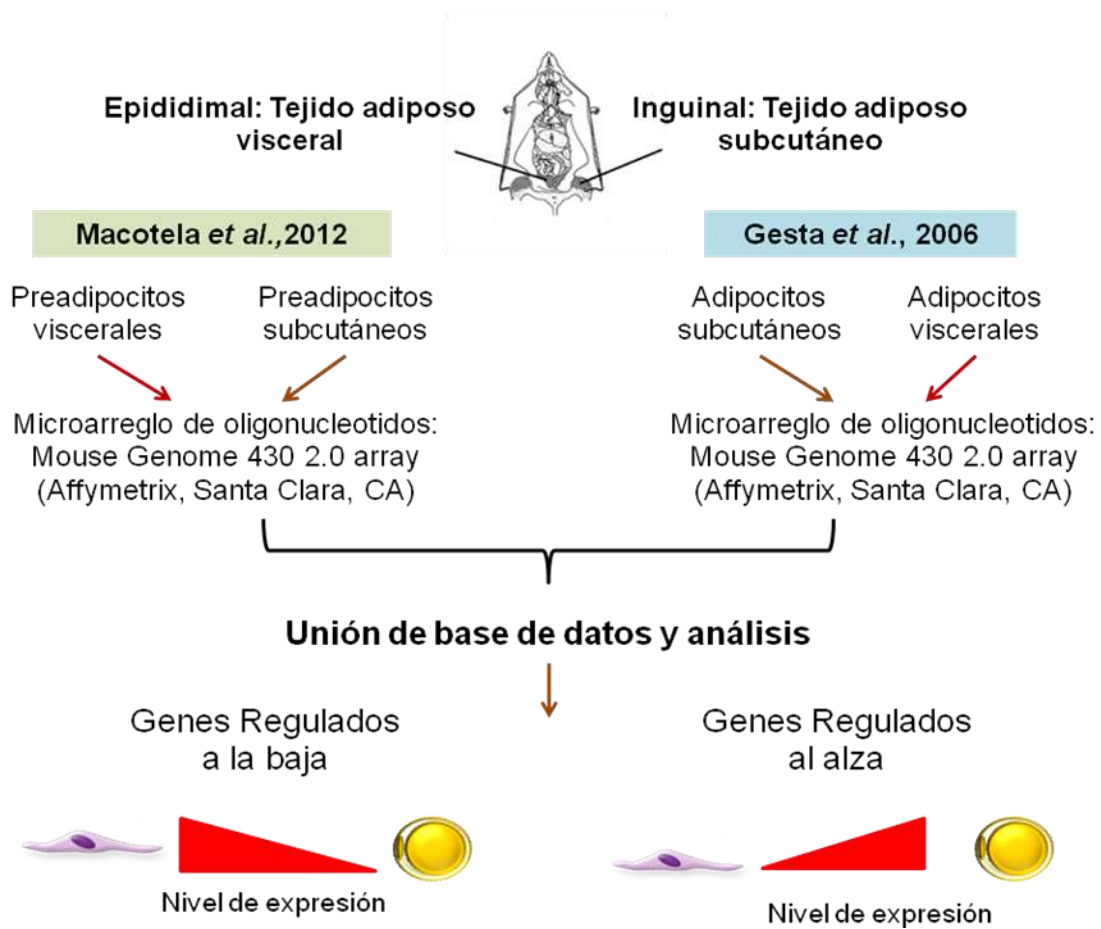 Epididimal: Tejido adiposo
visceral
Inguinal: Tejido adiposo
subcutáneo
Macotela et al.,2012
Gesta et al., 2006
Preadipocitos
viscerales
Preadipocitos
subcutáneos
Adipocitos
subcutáneos
Adipocitos
viscerales
Microarreglo de oligonucleotidos:
Mouse Genome 430 2.0 array
(Affymetrix, Santa Clara, CA)
Microarreglo de oligonucleotidos:
Mouse Genome 430 2.0 array
(Affymetrix, Santa Clara, CA)
Unión de base de datos y análisis
Genes Regulados
a la baja
Genes Regulados
al alza
Nivel de expresión
Nivel de expresión